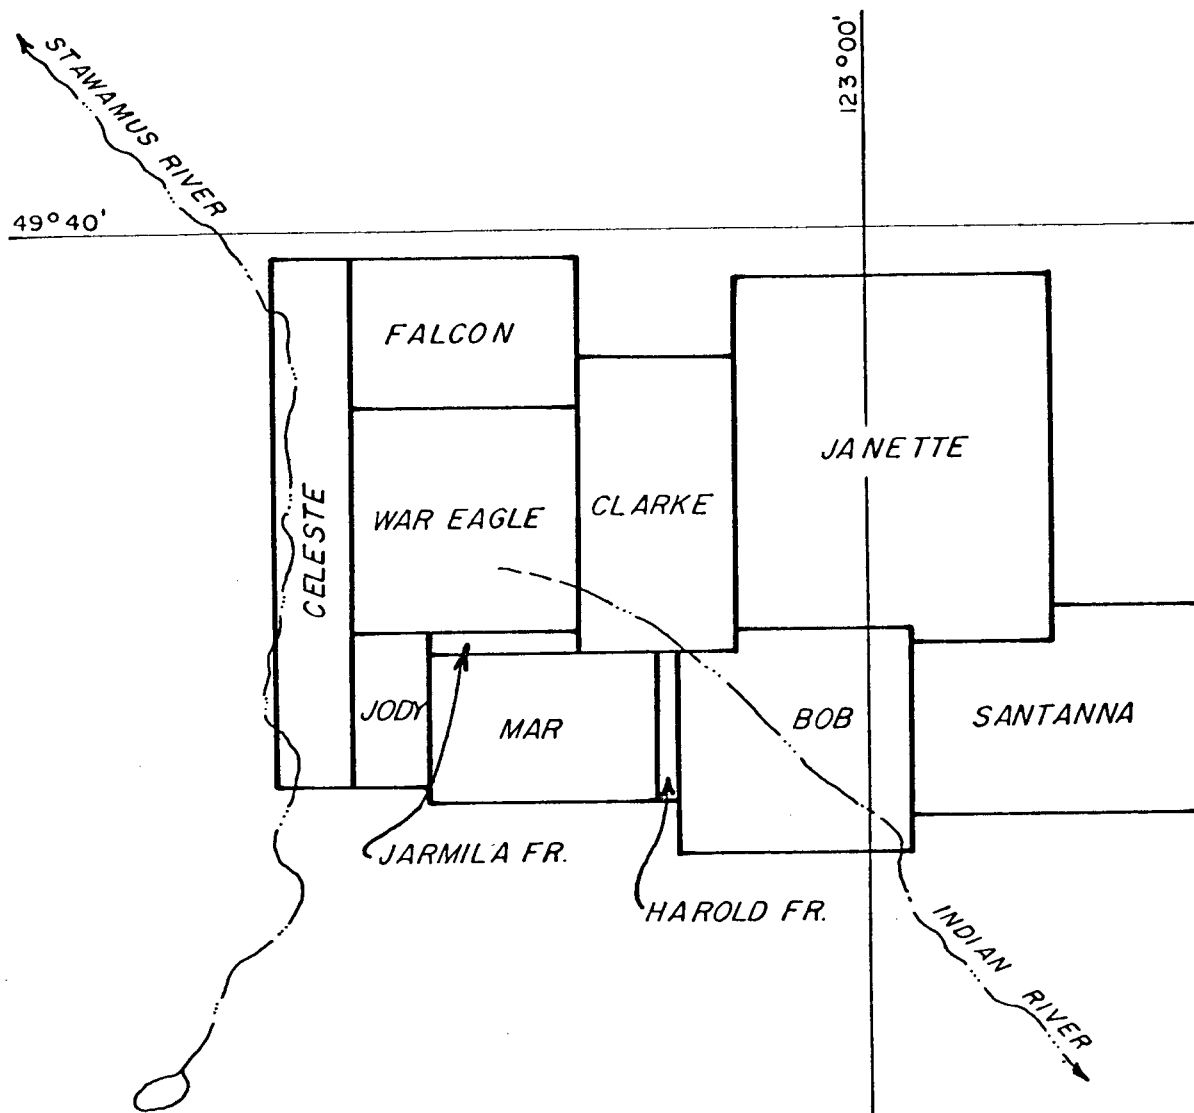 STAWAMUS RIVER
123°00'
49°40'
FALCON
JANETTE
WAR EAGLE
CLARKE
CELESTE
JODY
MAR
BOB
SANTANNA
JARMILA FR.
HAROLD FR.
INDIAN RIVER